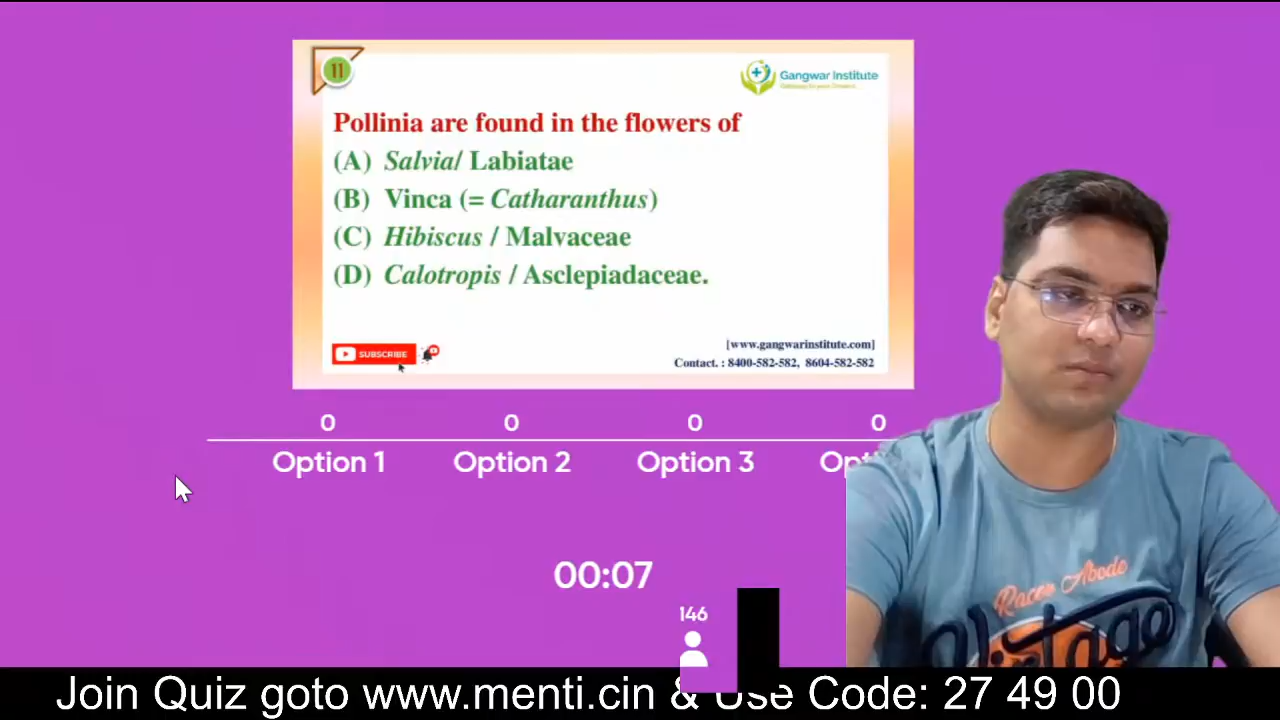 11
Gangwar Institute
Pollinia are found in the flowers of
(A) Salvia/ Labiatae
(B) Vinca (= Catharanthus)
(C) Hibiscus / Malvaceae
(D) Calotropis / Asclepiadaceae.
SUBSCRIBE
[www.gangwarinstitute.com]
Contact. : 8400-582-582, 8604-582-582
0 0 0 0
Option 1 Option 2 Option 3
00:07
146
Racer Abode
Vintage
Join Quiz goto www.menti.cin & Use Code: 27 49 00